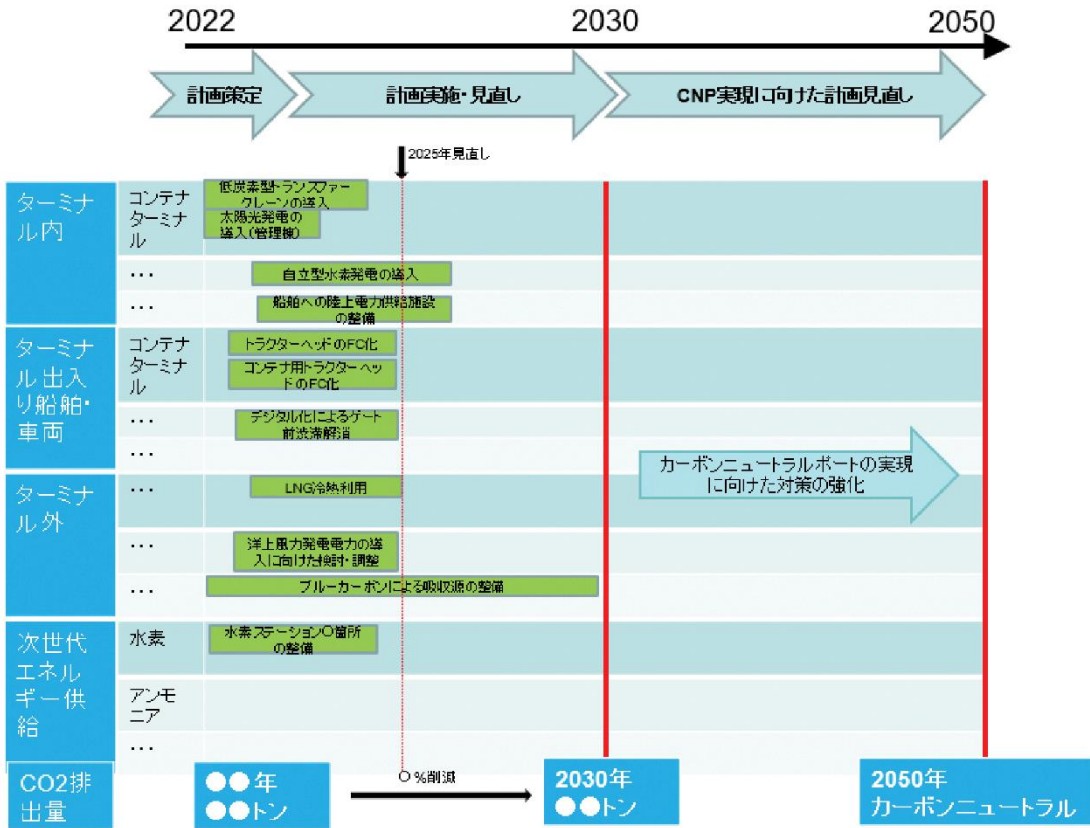 2022
2030
2050
計画策定
計画実施・見直し
CNP実現に向けた計画見直し
2025年見直し
ターミナ
ル内
コンテナ
ターミナ
ル
低炭素型トランスファー
クレーンの導入
太陽光発電の
導入(管理棟)
・・・
自立型水素発電の導入
・・・
船舶への陸上電力供給施設
の整備
ターミナ
ル出入
り船舶・
車両
コンテナ
ターミナ
ル
トラクターヘッドのFC化
コンテナ用トラクターヘッ
ドのFC化
・・・
デジタル化によるゲート
前渋滞解消
・・・
カーボンニュートラルポートの実現
に向けた対策の強化
ターミナ
ル外
・・・
LNG冷熱利用
・・・
洋上風力発電電力の導
入に向けた検討・調整
・・・
ブルーカーボンによる吸収源の整備
次世代
エネル
ギー供
給
水素
水素ステーション〇箇所
の整備
アンモ
ニア
・・・
CO2排
出量
●●年
●●トン
〇%削減
2030年
●●トン
2050年
カーボンニュートラル